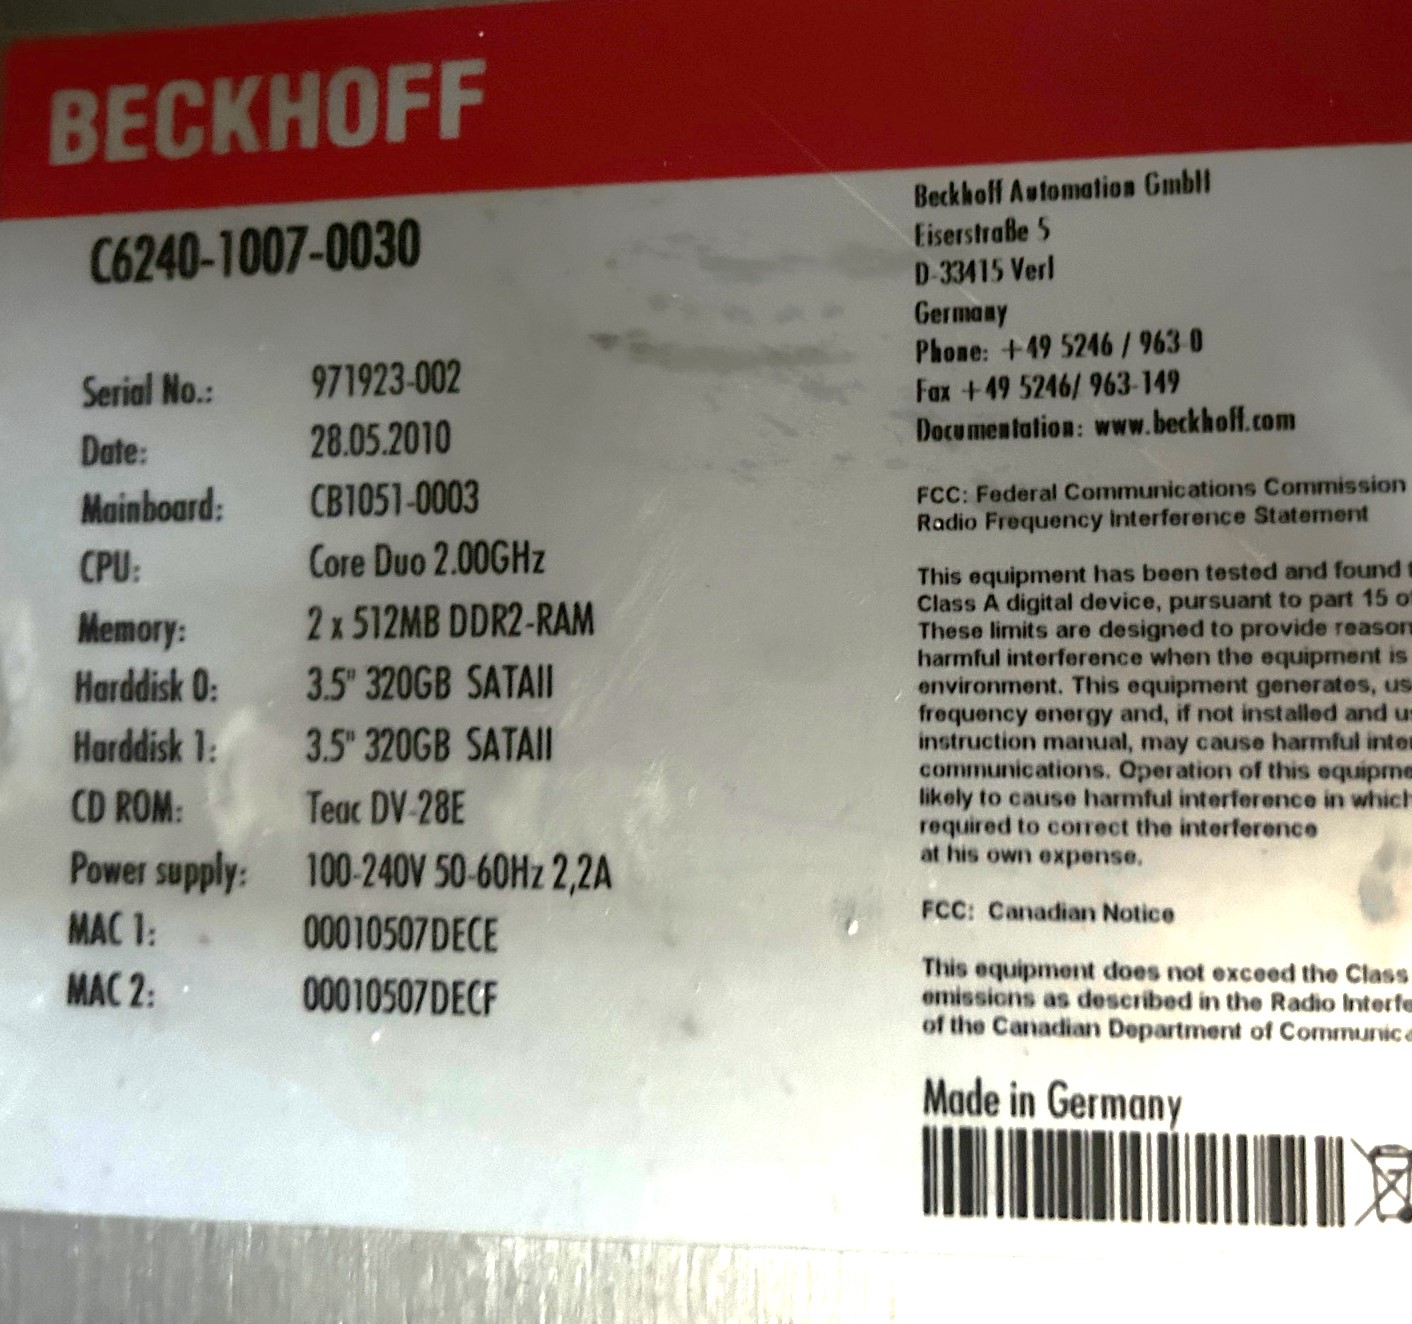 BECKHOFF
C6240-1007-0030
Serial No.: 971923-002
Date: 28.05.2010
Mainboard: CB1051-0003
CPU: Core Duo 2.00GHz
Memory: 2 x 512MB DDR2-RAM
Harddisk 0: 3.5" 320GB SATAII
Harddisk 1: 3.5" 320GB SATAII
CD ROM: Teac DV-28E
Power supply: 100-240V 50-60Hz 2,2A
MAC 1: 00010507DECE
MAC 2: 00010507DECF
Beckhoff Automation GmbH
Eiserstraße 5
D-33415 Verl
Germany
Phone: +49 5246 / 963-0
Fax +49 5246/ 963-149
Documentation: www.beckhoff.com
FCC: Federal Communications Commission
Radio Frequency Interference Statement
This equipment has been tested and found
Class A digital device, pursuant to part 15
These limits are designed to provide
harmful interference when the equipment is
environment. This equipment generates,
frequency energy and, if not installed and
instruction manual, may cause harmful
communications. Operation of this
likely to cause harmful interference in which
required to correct the interference
at his own expense.
FCC: Canadian Notice
This equipment does not exceed the Class
emissions as described in the Radio
of the Canadian Department of
Made in Germany